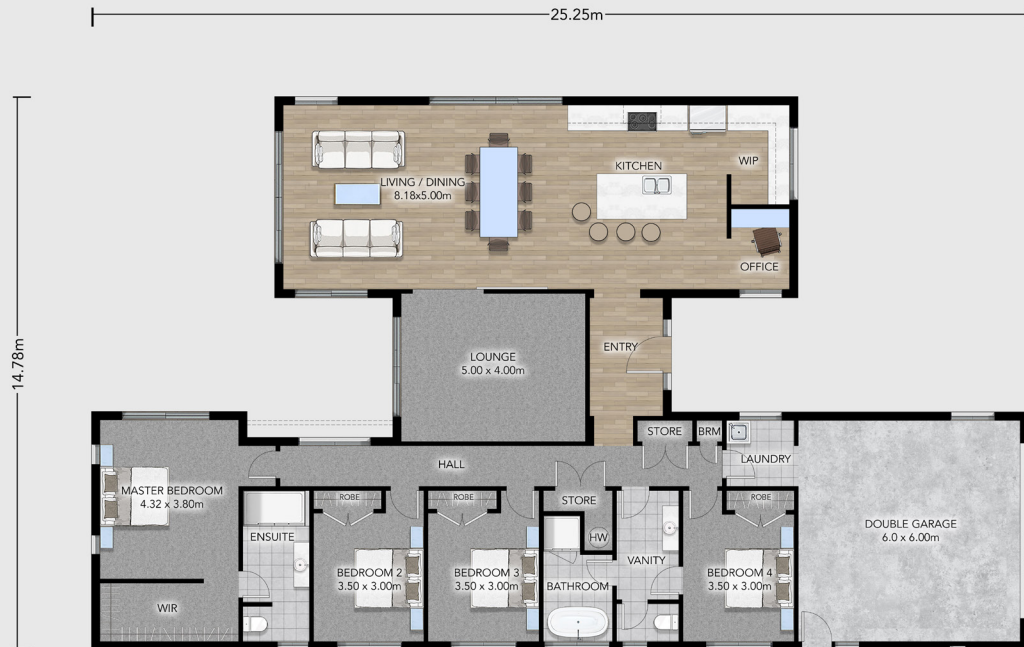 25.25m
14.78m
KITCHEN
WIP
LIVING / DINING
8.18x5.00m
OFFICE
ENTRY
LOUNGE
5.00 x 4.00m
STORE
BRM
LAUNDRY
HALL
MASTER BEDROOM
4.32 x 3.80m
ROBE
ROBE
STORE
ROBE
ENSUITE
HW
DOUBLE GARAGE
6.0 x 6.00m
VANITY
BEDROOM 2
3.50 x 3.00m
BEDROOM 3
3.50 x 3.00m
BATHROOM
BEDROOM 4
3.50 x 3.00m
WIR